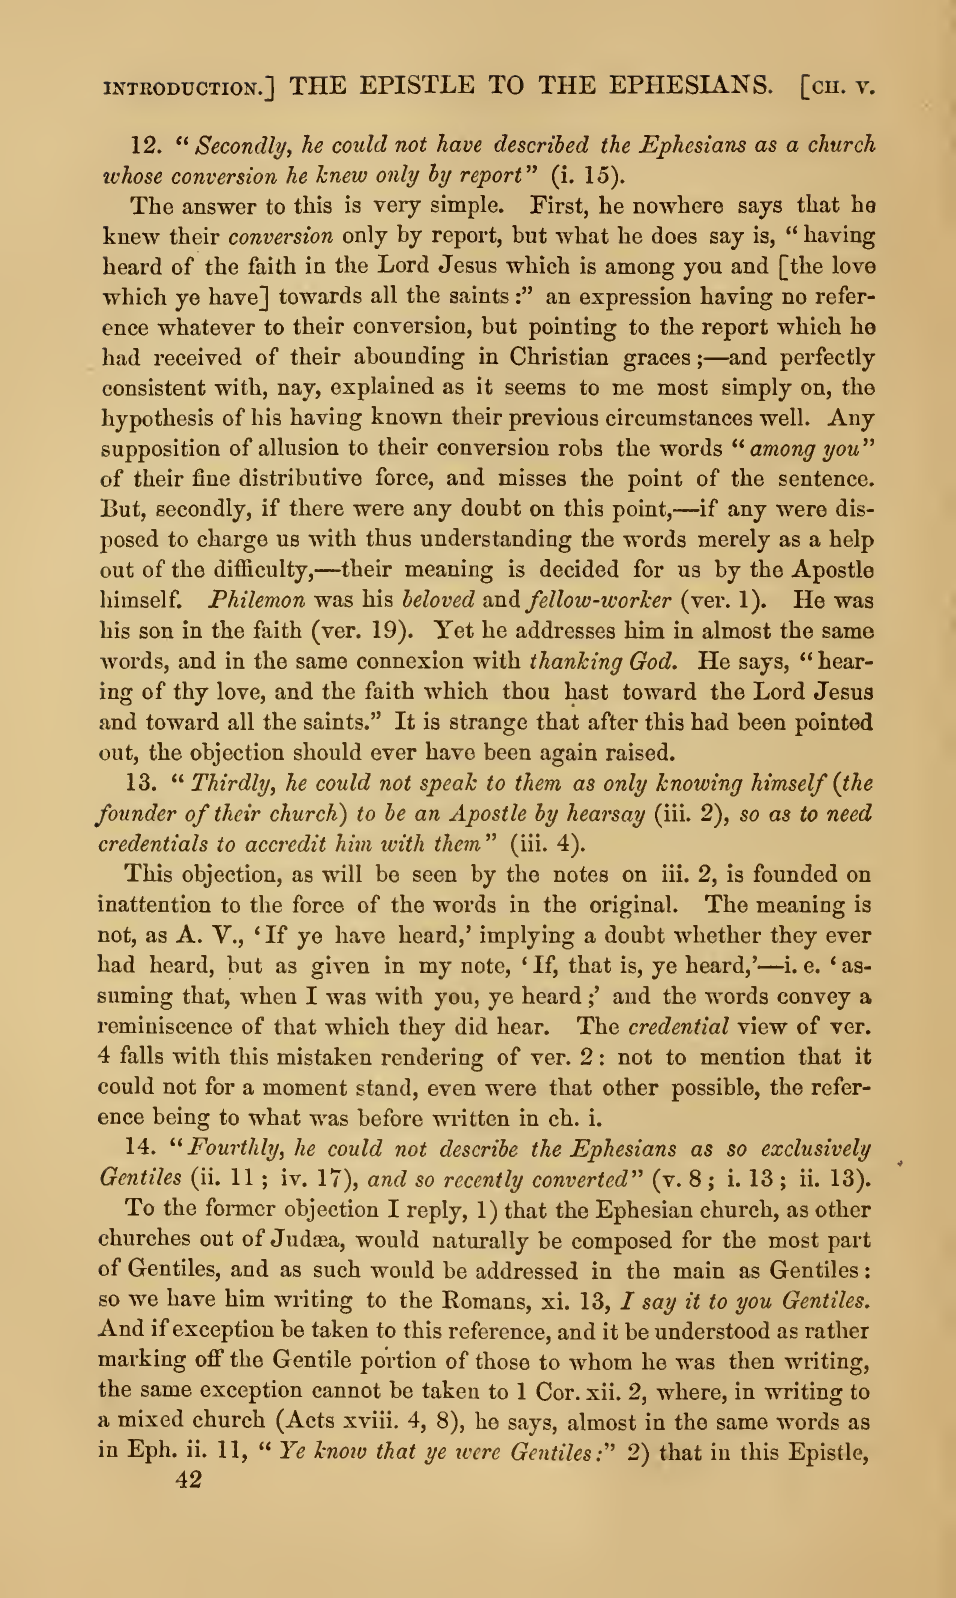 INTRODUCTION.] THE EPISTLE TO THE EPHESIANS. [CH. V.
12. “ Secondly, he could not have described the Ephesians as a church
whose conversion he knew only by report” (i. 15).
The answer to this is very simple. First, he nowhere says that he
knew their conversion only by report, but what he does say is, “ having
heard of the faith in the Lord Jesus which is among you and [the love
which ye have] towards all the saints :” an expression having no refer-
ence whatever to their conversion, but pointing to the report which he
had received of their abounding in Christian graces ;—and perfectly
consistent with, nay, explained as it seems to me most simply on, the
hypothesis of his having known their previous circumstances well. Any
supposition of allusion to their conversion robs the words “ among you”
of their fine distributive force, and misses the point of the sentence.
But, secondly, if there were any doubt on this point,—if any were dis-
posed to charge us with thus understanding the words merely as a help
out of the difficulty,—their meaning is decided for us by the Apostle
himself. Philemon was his beloved and fellow-worker (ver. 1). He was
his son in the faith (ver. 19). Yet he addresses him in almost the same
words, and in the same connexion with thanking God. He says, “ hear-
ing of thy love, and the faith which thou hast toward the Lord Jesus
and toward all the saints.” It is strange that after this had been pointed
out, the objection should ever have been again raised.
13. “ Thirdly, he could not speak to them as only knowing himself (the
founder of their church) to be an Apostle by hearsay (iii. 2), so as to need
credentials to accredit him with them” (iii. 4).
This objection, as will be seen by the notes on iii. 2, is founded on
inattention to the force of the words in the original. The meaning is
not, as A. V., ‘ If ye have heard,’ implying a doubt whether they ever
had heard, but as given in my note, ‘ If, that is, ye heard,’—i. e. ‘ as-
suming that, when I was with you, ye heard ;’ and the words convey a
reminiscence of that which they did hear. The credential view of ver.
4 falls with this mistaken rendering of ver. 2 : not to mention that it
could not for a moment stand, even were that other possible, the refer-
ence being to what was before written in ch. i.
14. “ Fourthly, he could not describe the Ephesians as so exclusively
Gentiles (ii. 11 ; iv. 17), and so recently converted” (v. 8 ; i. 13 ; ii. 13).
To the former objection I reply, 1) that the Ephesian church, as other
churches out of Judæa, would naturally be composed for the most part
of Gentiles, and as such would be addressed in the main as Gentiles :
so we have him writing to the Romans, xi. 13, I say it to you Gentiles.
And if exception be taken to this reference, and it be understood as rather
marking off the Gentile portion of those to whom he was then writing,
the same exception cannot be taken to 1 Cor. xii. 2, where, in writing to
a mixed church (Acts xviii. 4, 8), he says, almost in the same words as
in Eph. ii. 11, “ Ye know that ye were Gentiles :” 2) that in this Epistle,
42